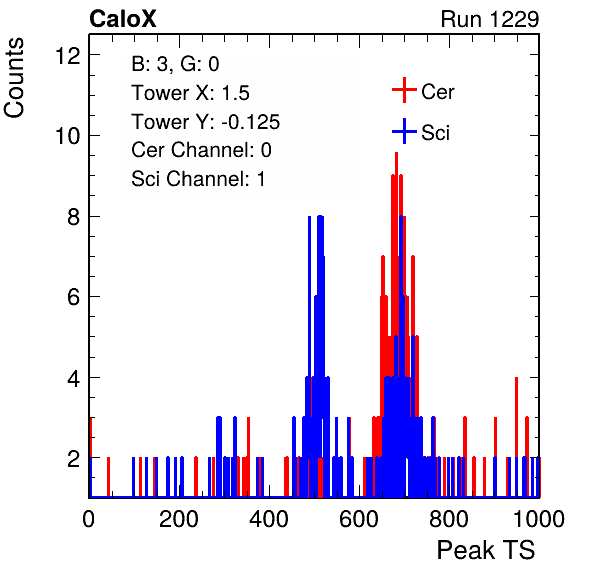 CaloX Run 1229
Counts
12
10
8
6
4
2
B: 3, G: 0
Tower X: 1.5
Tower Y: -0.125
Cer Channel: 0
Sci Channel: 1
Cer
Sci
0 200 400 600 800 1000
Peak TS